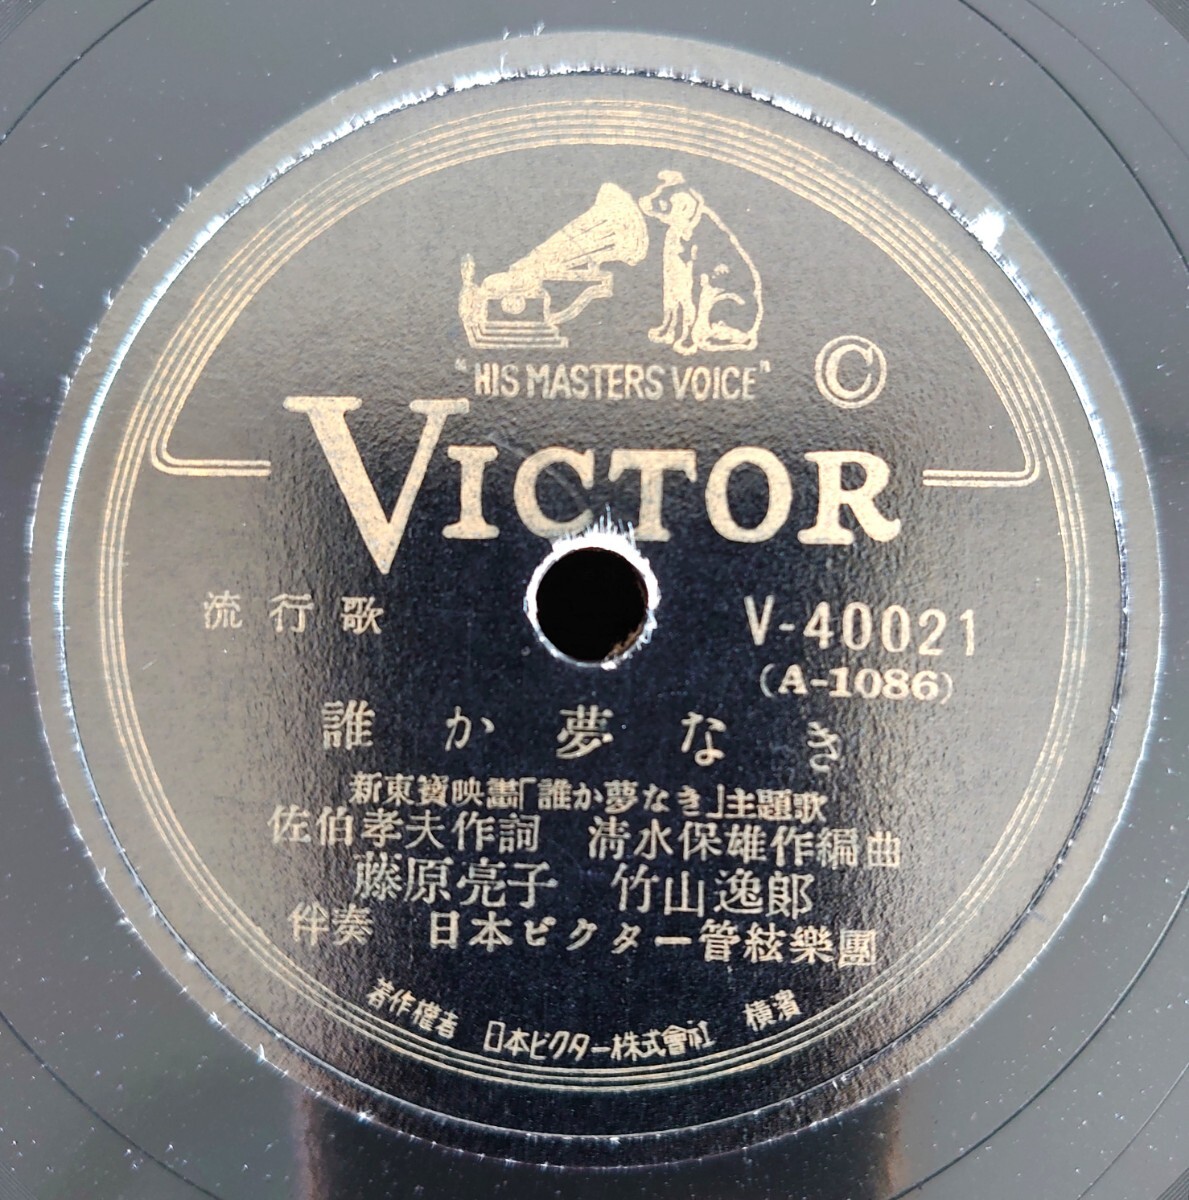 "HIS MASTERS VOICE"
©
VICTOR
流行歌
V-40021
(A-1086)
誰か夢なき
新東寶映畫「誰か夢なき」主題歌
佐伯孝夫作詞 清水保雄作編曲
藤原亮子 竹山逸郎
伴奏 日本ビクター管絃樂團
著作權者 日本ビクター株式會社 横濱